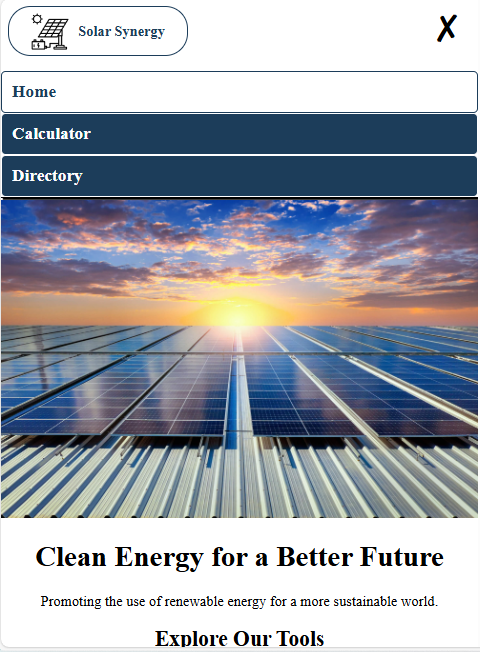 Solar Synergy
✗
Home
Calculator
Directory
Clean Energy for a Better Future
Promoting the use of renewable energy for a more sustainable world.
Explore Our Tools